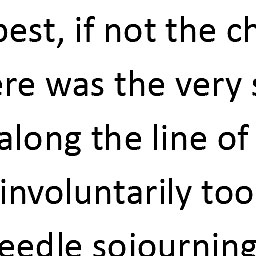 best, if not the ch
ere was the very s
along the line of
involuntarily too
eedle sojourning